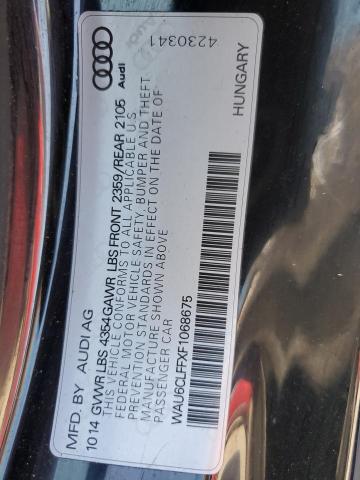 MFD. BY AUDI AG
10 14 GVWR LBS 4354 GAWR LBS FRONT 2359/REAR 2105
THIS VEHICLE CONFORMS TO ALL APPLICABLE U.S
FEDERAL MOTOR VEHICLE SAFETY, BUMPER AND THEFT
PREVENTION STANDARDS IN EFFECT ON THE DATE OF
MANUFACTURE SHOWN ABOVE.
PASSENGER CAR
WAU6CLFFXF1068675
Audi
HUNGARY
4230341